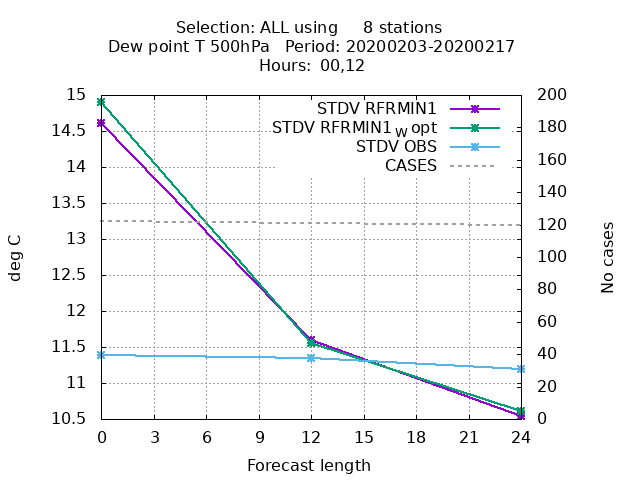 Selection: ALL using     8 stations
Dew point T 500hPa   Period: 20200203-20200217
Hours:  00,12
STDV RFRMIN1
STDV RFRMIN1_W opt
STDV OBS
CASES
15
14.5
14
13.5
13
12.5
12
11.5
11
10.5
200
180
160
140
120
100
80
60
40
20
0
deg C
No cases
0 3 6 9 12 15 18 21 24
Forecast length